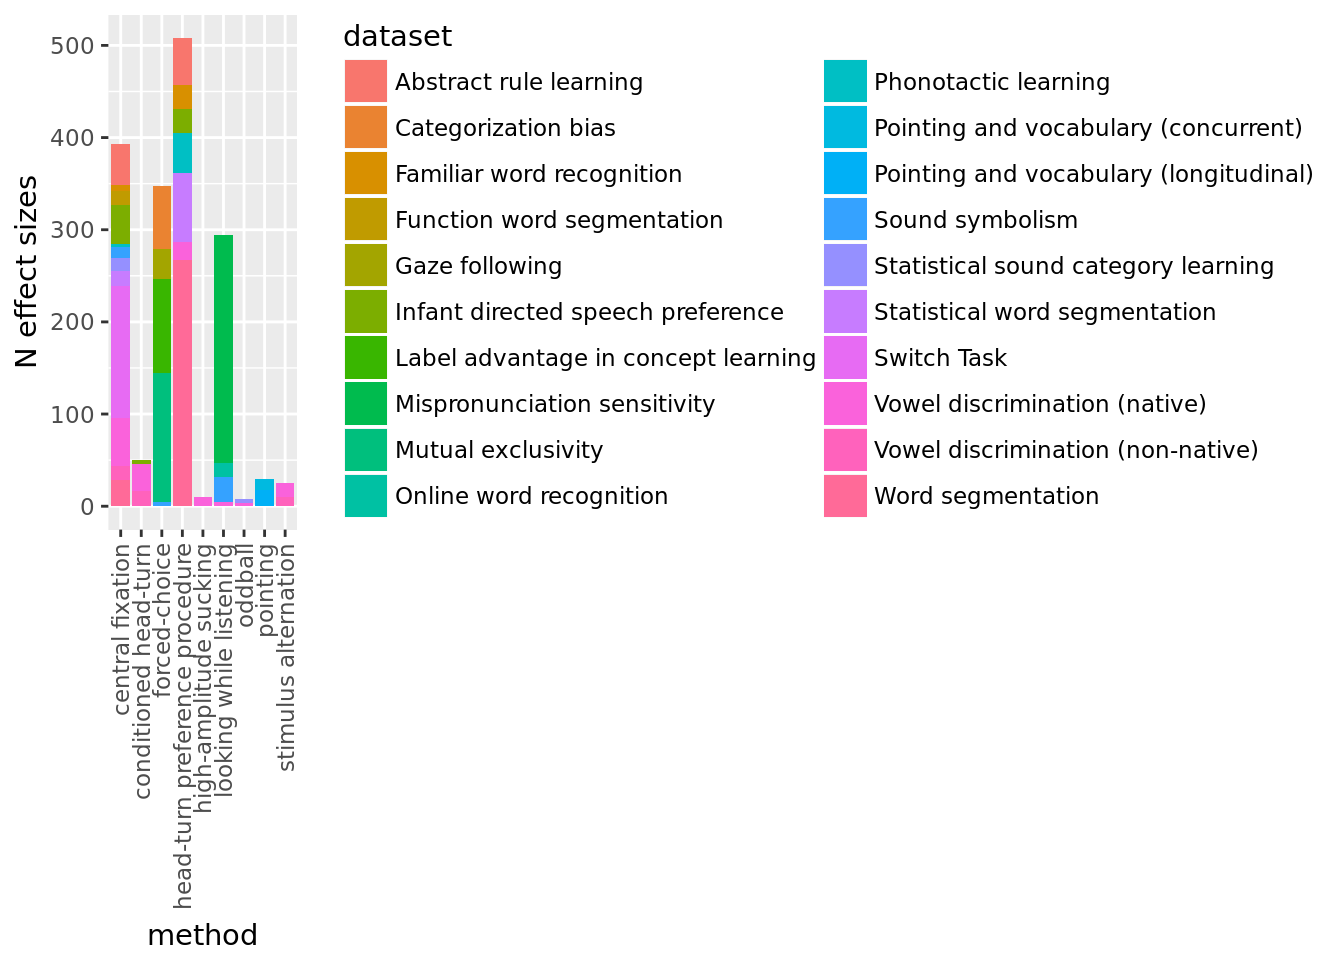 N effect sizes
500
400
300
200
100
0
central fixation
conditioned head-turn
forced-choice
head-turn preference procedure
high-amplitude sucking
looking while listening
oddball
pointing
stimulus alternation
method
dataset
Abstract rule learning
Categorization bias
Familiar word recognition
Function word segmentation
Gaze following
Infant directed speech preference
Label advantage in concept learning
Mispronunciation sensitivity
Mutual exclusivity
Online word recognition
Phonotactic learning
Pointing and vocabulary (concurrent)
Pointing and vocabulary (longitudinal)
Sound symbolism
Statistical sound category learning
Statistical word segmentation
Switch Task
Vowel discrimination (native)
Vowel discrimination (non-native)
Word segmentation